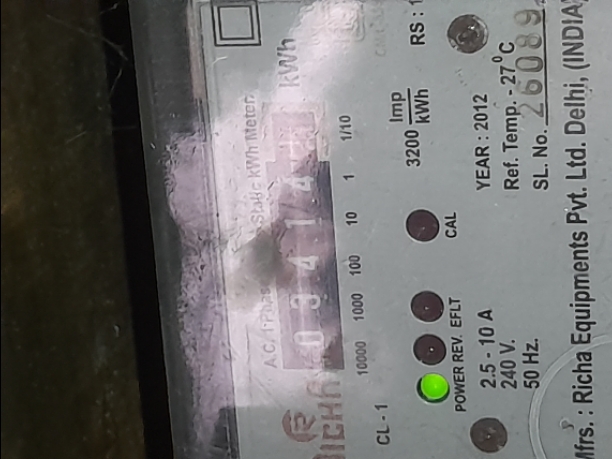 A.C. 1-Phase Static kWh Meter
RICHA
0 3 4 1 4 kWh
10000 1000 100 10 1 1/10
CL - 1
3200 Imp/kWh
RS : 1
POWER REV. EFLT
CAL
2.5 - 10 A
240 V.
50 Hz.
YEAR : 2012
Ref. Temp. - 27°C
SL. No. 26089
Mfrs. : Richa Equipments Pvt. Ltd. Delhi, (INDIA)